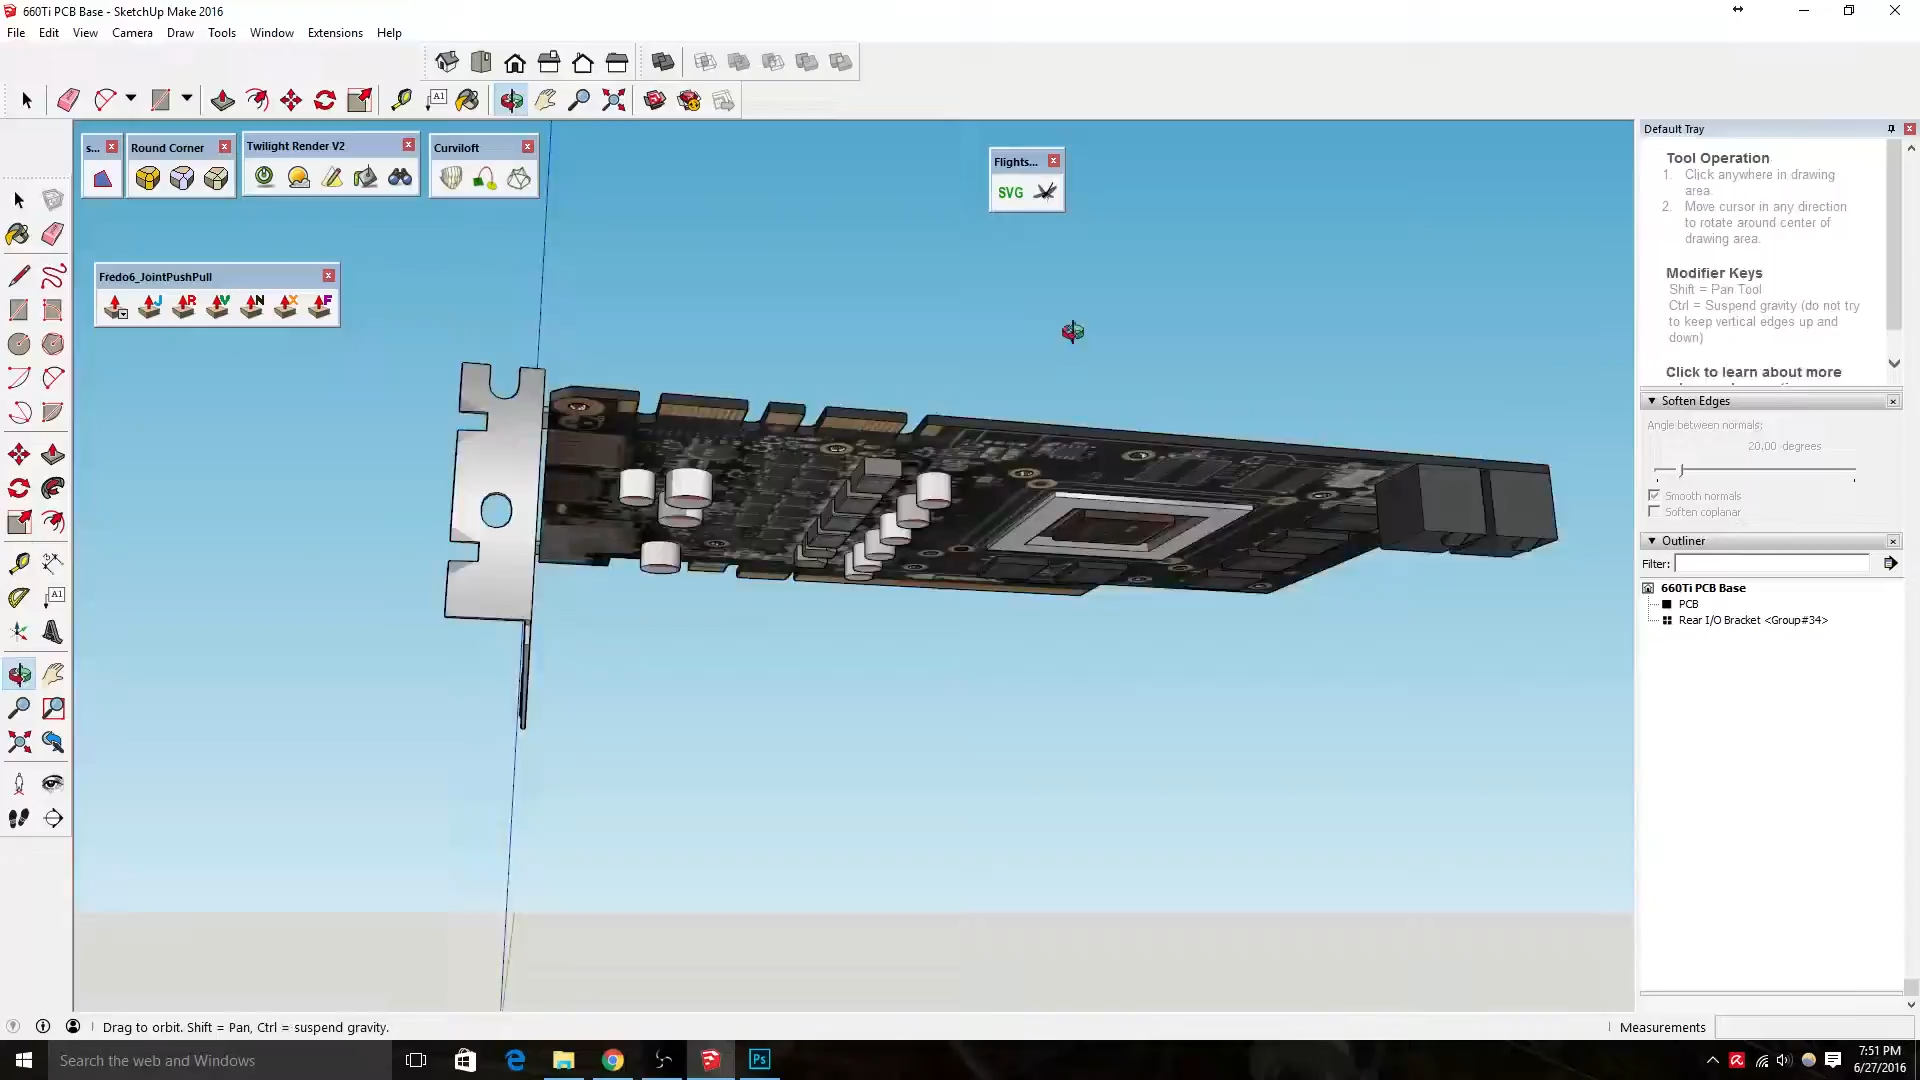 660Ti PCB Base - SketchUp Make 2016
File Edit View Camera Draw Tools Window Extensions Help
A1
s...
Round Corner
Twilight Render V2
Curviloft
Flights...
SVG
Fredo6_JointPushPull
J R V N X F
A1
Default Tray
Tool Operation
1. Click anywhere in drawing
area.
2. Move cursor in any direction
to rotate around center of
drawing area.
Modifier Keys
Shift = Pan Tool
Ctrl = Suspend gravity (do not try
to keep vertical edges up and
down)
Click to learn about more
Soften Edges
Angle between normals:
20,00 degrees
Smooth normals
Soften coplanar
Outliner
Filter:
660Ti PCB Base
PCB
Rear I/O Bracket <Group#34>
Drag to orbit. Shift = Pan, Ctrl = suspend gravity.
Measurements
Search the web and Windows
Ps
7:51 PM
6/27/2016